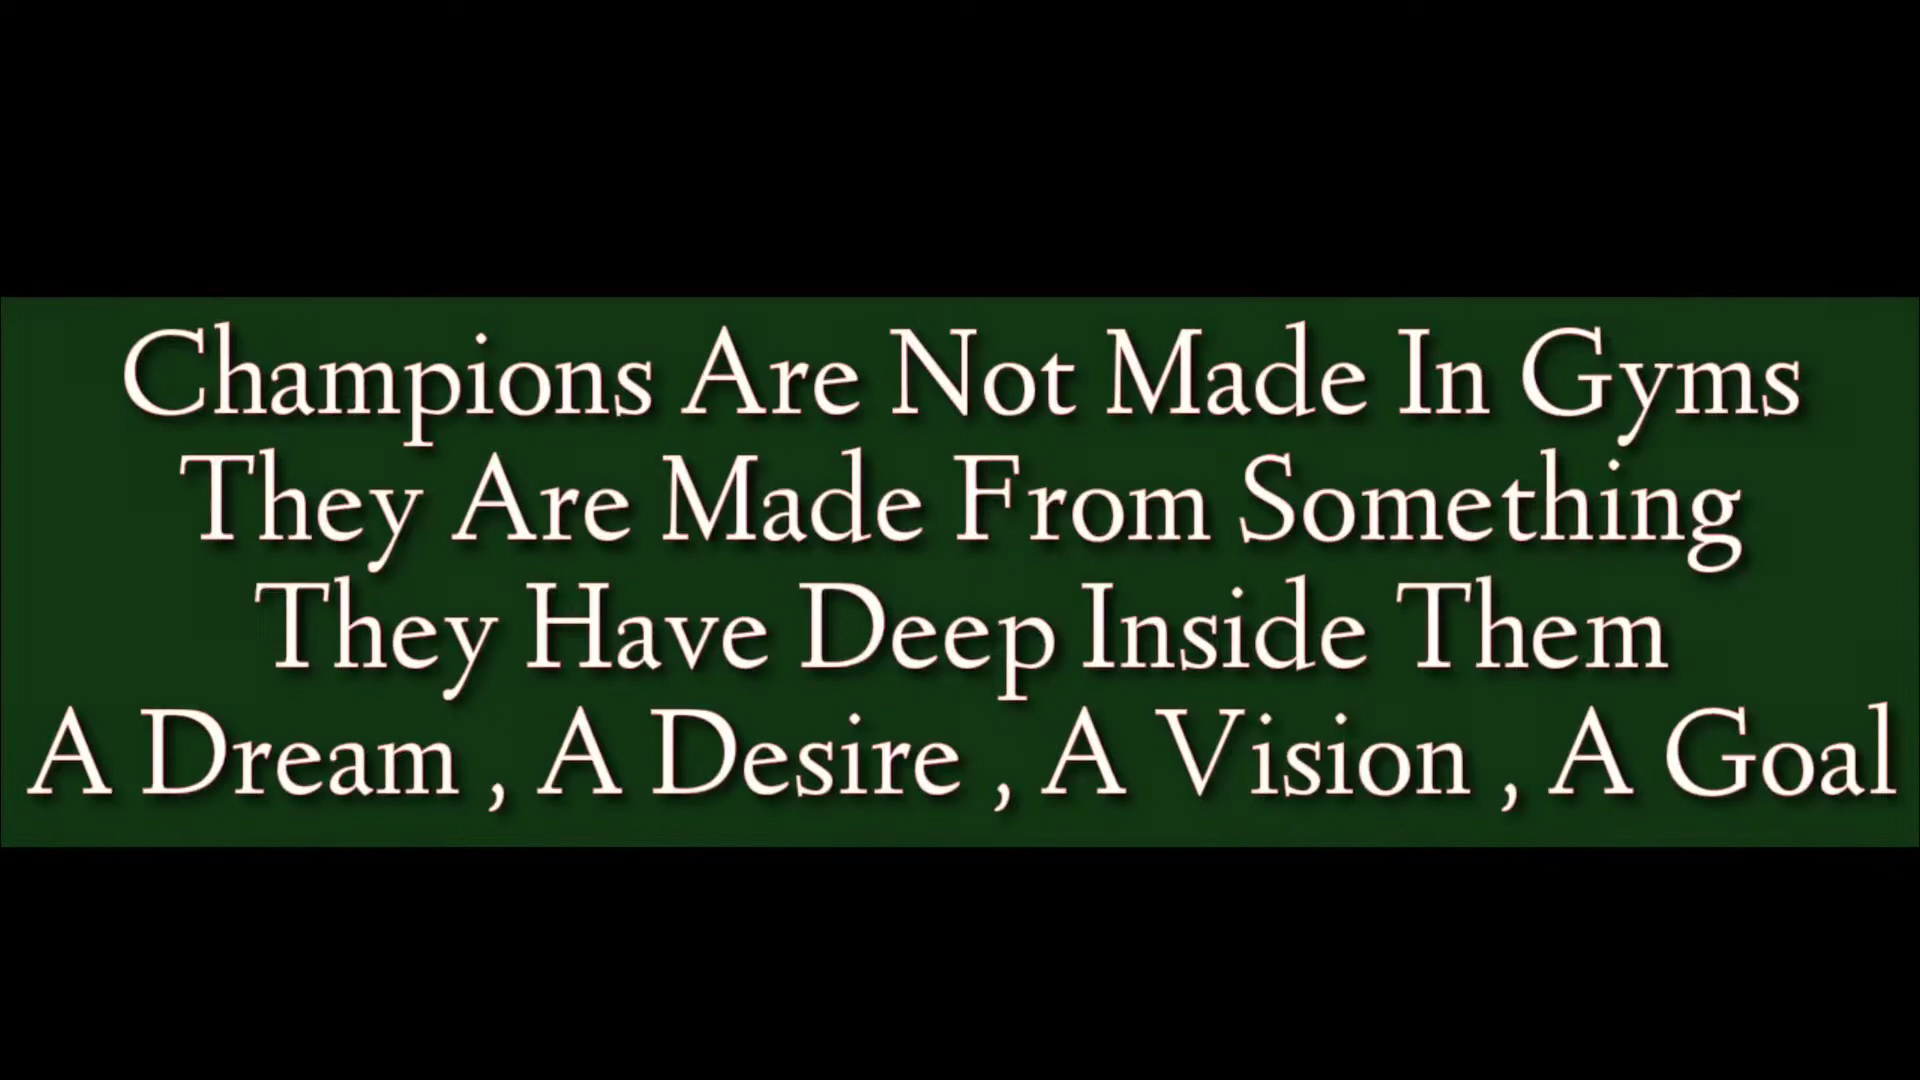 Champions Are Not Made In Gyms
They Are Made From Something
They Have Deep Inside Them
A Dream , A Desire , A Vision , A Goal